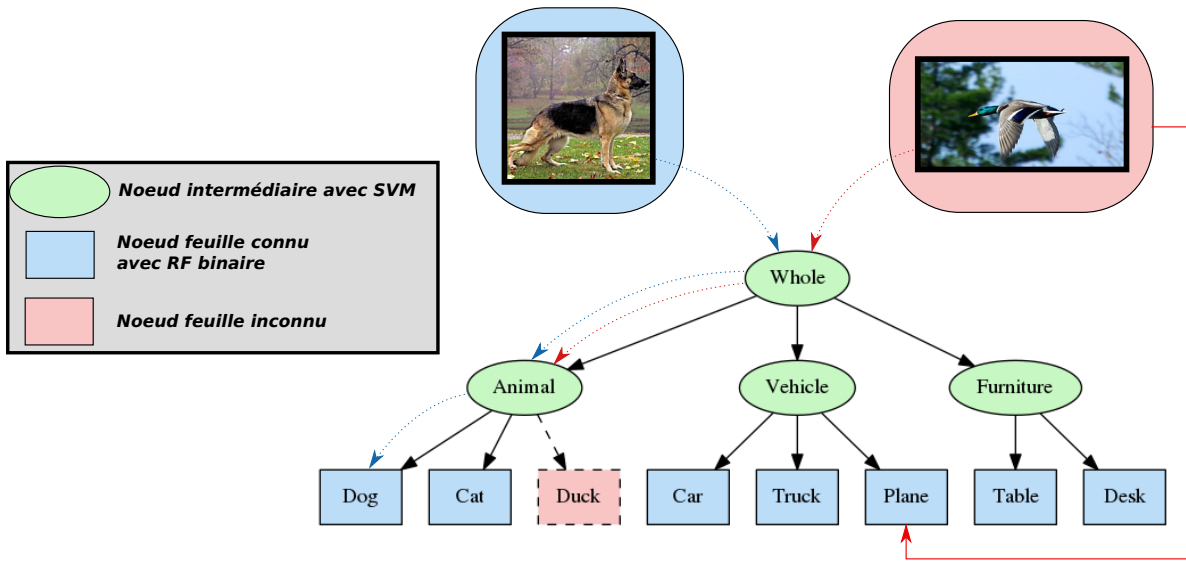 Noeud intermédiaire avec SVM
Noeud feuille connu
avec RF binaire
Noeud feuille inconnu
Whole
Animal
Vehicle
Furniture
Dog
Cat
Duck
Car
Truck
Plane
Table
Desk